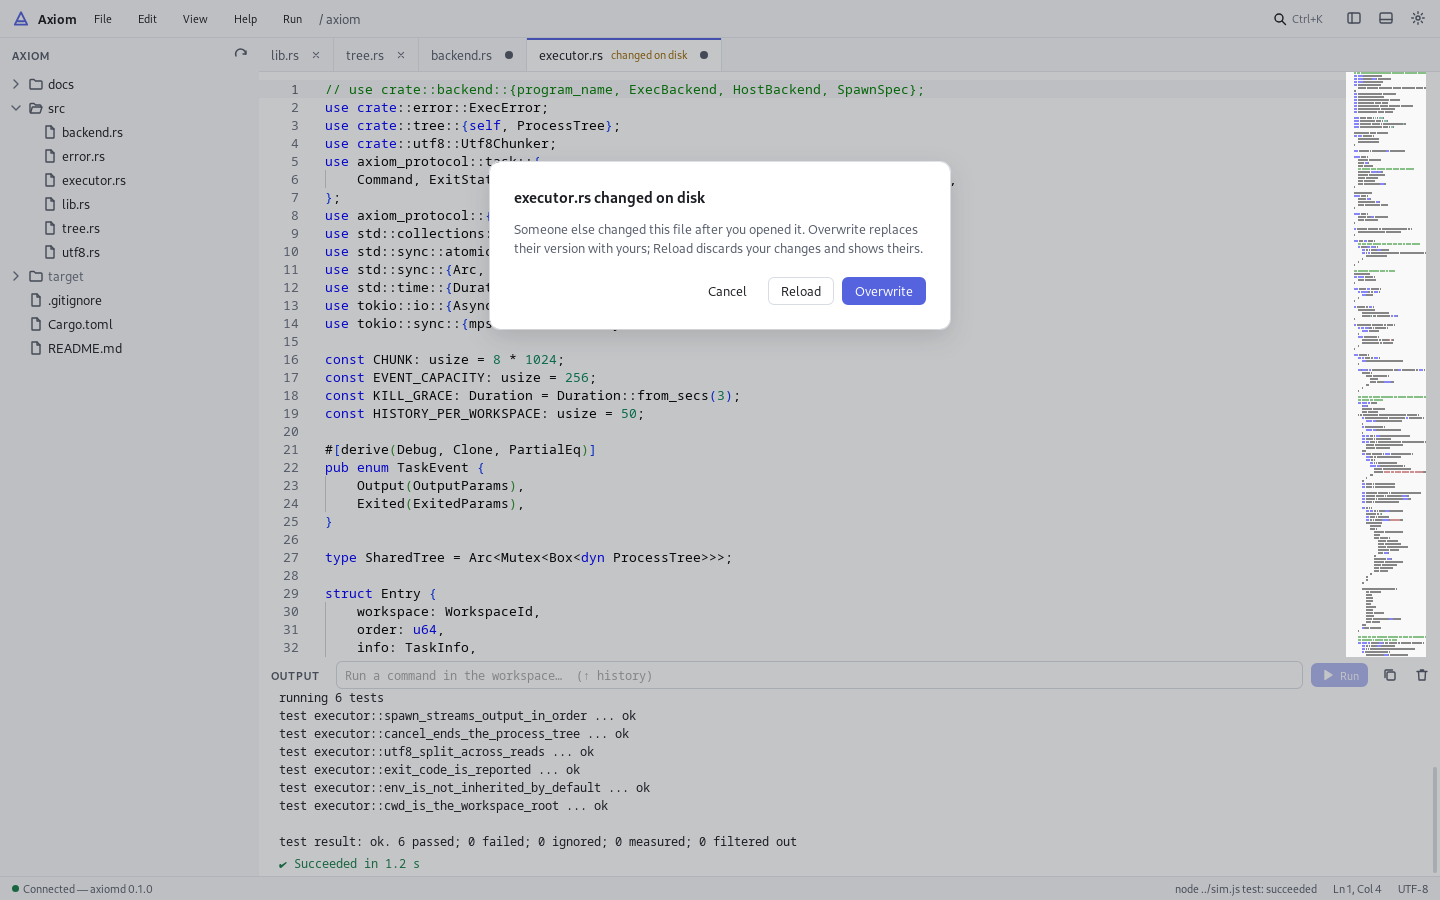 Axiom File Edit View Help Run / axiom Ctrl+K
AXIOM
docs
src
backend.rs
error.rs
executor.rs
lib.rs
tree.rs
utf8.rs
target
.gitignore
Cargo.toml
README.md
lib.rs tree.rs backend.rs executor.rs changed on disk
1 // use crate::backend::{program_name, ExecBackend, HostBackend, SpawnSpec};
2 use crate::error::ExecError;
3 use crate::tree::{self, ProcessTree};
4 use crate::utf8::Utf8Chunker;
5 use axiom_protocol::task::{
6 Command, ExitStat
7 };
8 use axiom_protocol::{
9 use std::collections:
10 use std::sync::atomic
11 use std::sync::{Arc,
12 use std::time::{Durat
13 use tokio::io::{Async
14 use tokio::sync::{mps
15
16 const CHUNK: usize = 8 * 1024;
17 const EVENT_CAPACITY: usize = 256;
18 const KILL_GRACE: Duration = Duration::from_secs(3);
19 const HISTORY_PER_WORKSPACE: usize = 50;
20
21 #[derive(Debug, Clone, PartialEq)]
22 pub enum TaskEvent {
23 Output(OutputParams),
24 Exited(ExitedParams),
25 }
26
27 type SharedTree = Arc<Mutex<Box<dyn ProcessTree>>>;
28
29 struct Entry {
30 workspace: WorkspaceId,
31 order: u64,
32 info: TaskInfo,
executor.rs changed on disk
Someone else changed this file after you opened it. Overwrite replaces
their version with yours; Reload discards your changes and shows theirs.
Cancel Reload Overwrite
OUTPUT Run a command in the workspace… (↑ history) Run
running 6 tests
test executor::spawn_streams_output_in_order ... ok
test executor::cancel_ends_the_process_tree ... ok
test executor::utf8_split_across_reads ... ok
test executor::exit_code_is_reported ... ok
test executor::env_is_not_inherited_by_default ... ok
test executor::cwd_is_the_workspace_root ... ok
test result: ok. 6 passed; 0 failed; 0 ignored; 0 measured; 0 filtered out
✔ Succeeded in 1.2 s
Connected — axiomd 0.1.0 node ../sim.js test: succeeded Ln 1, Col 4 UTF-8